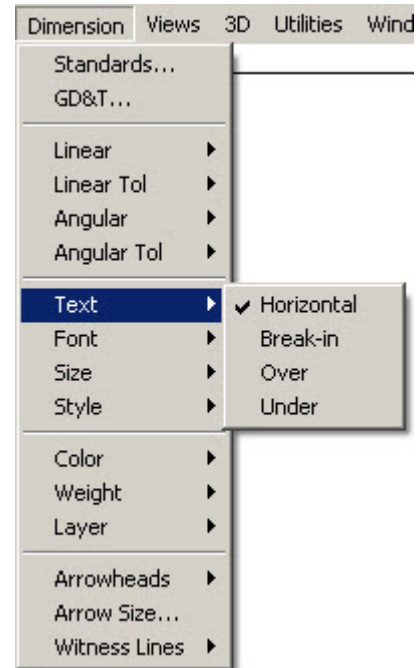 Dimension Views 3D Utilities
Standards...
GD&T...
Linear
Linear Tol
Angular
Angular Tol
Text
Font
Size
Style
Color
Weight
Layer
Arrowheads
Arrow Size...
Witness Lines
Horizontal
Break-in
Over
Under